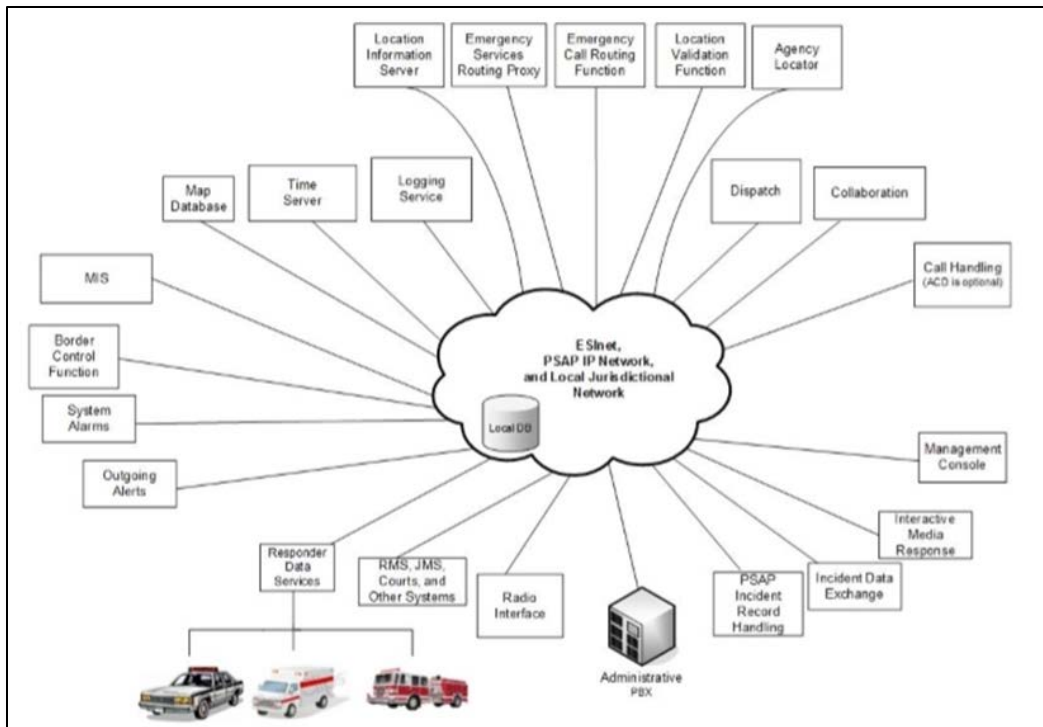 Location
Information
Server
Emergency
Services
Routing Proxy
Emergency
Call Routing
Function
Location
Validation
Function
Agency
Locator
Map
Database
Time
Server
Logging
Service
Dispatch
Collaboration
MIS
Call Handling
(ACD is optional)
Border
Control
Function
ESInet,
PSAP IP Network,
and Local Jurisdictional
Network
System
Alarms
Local DB
Outgoing
Alerts
Management
Console
Interactive
Media
Response
Responder
Data
Services
RMS, JMS,
Courts, and
Other Systems
Radio
Interface
PSAP
Incident
Record
Handling
Incident Data
Exchange
Administrative
PBX